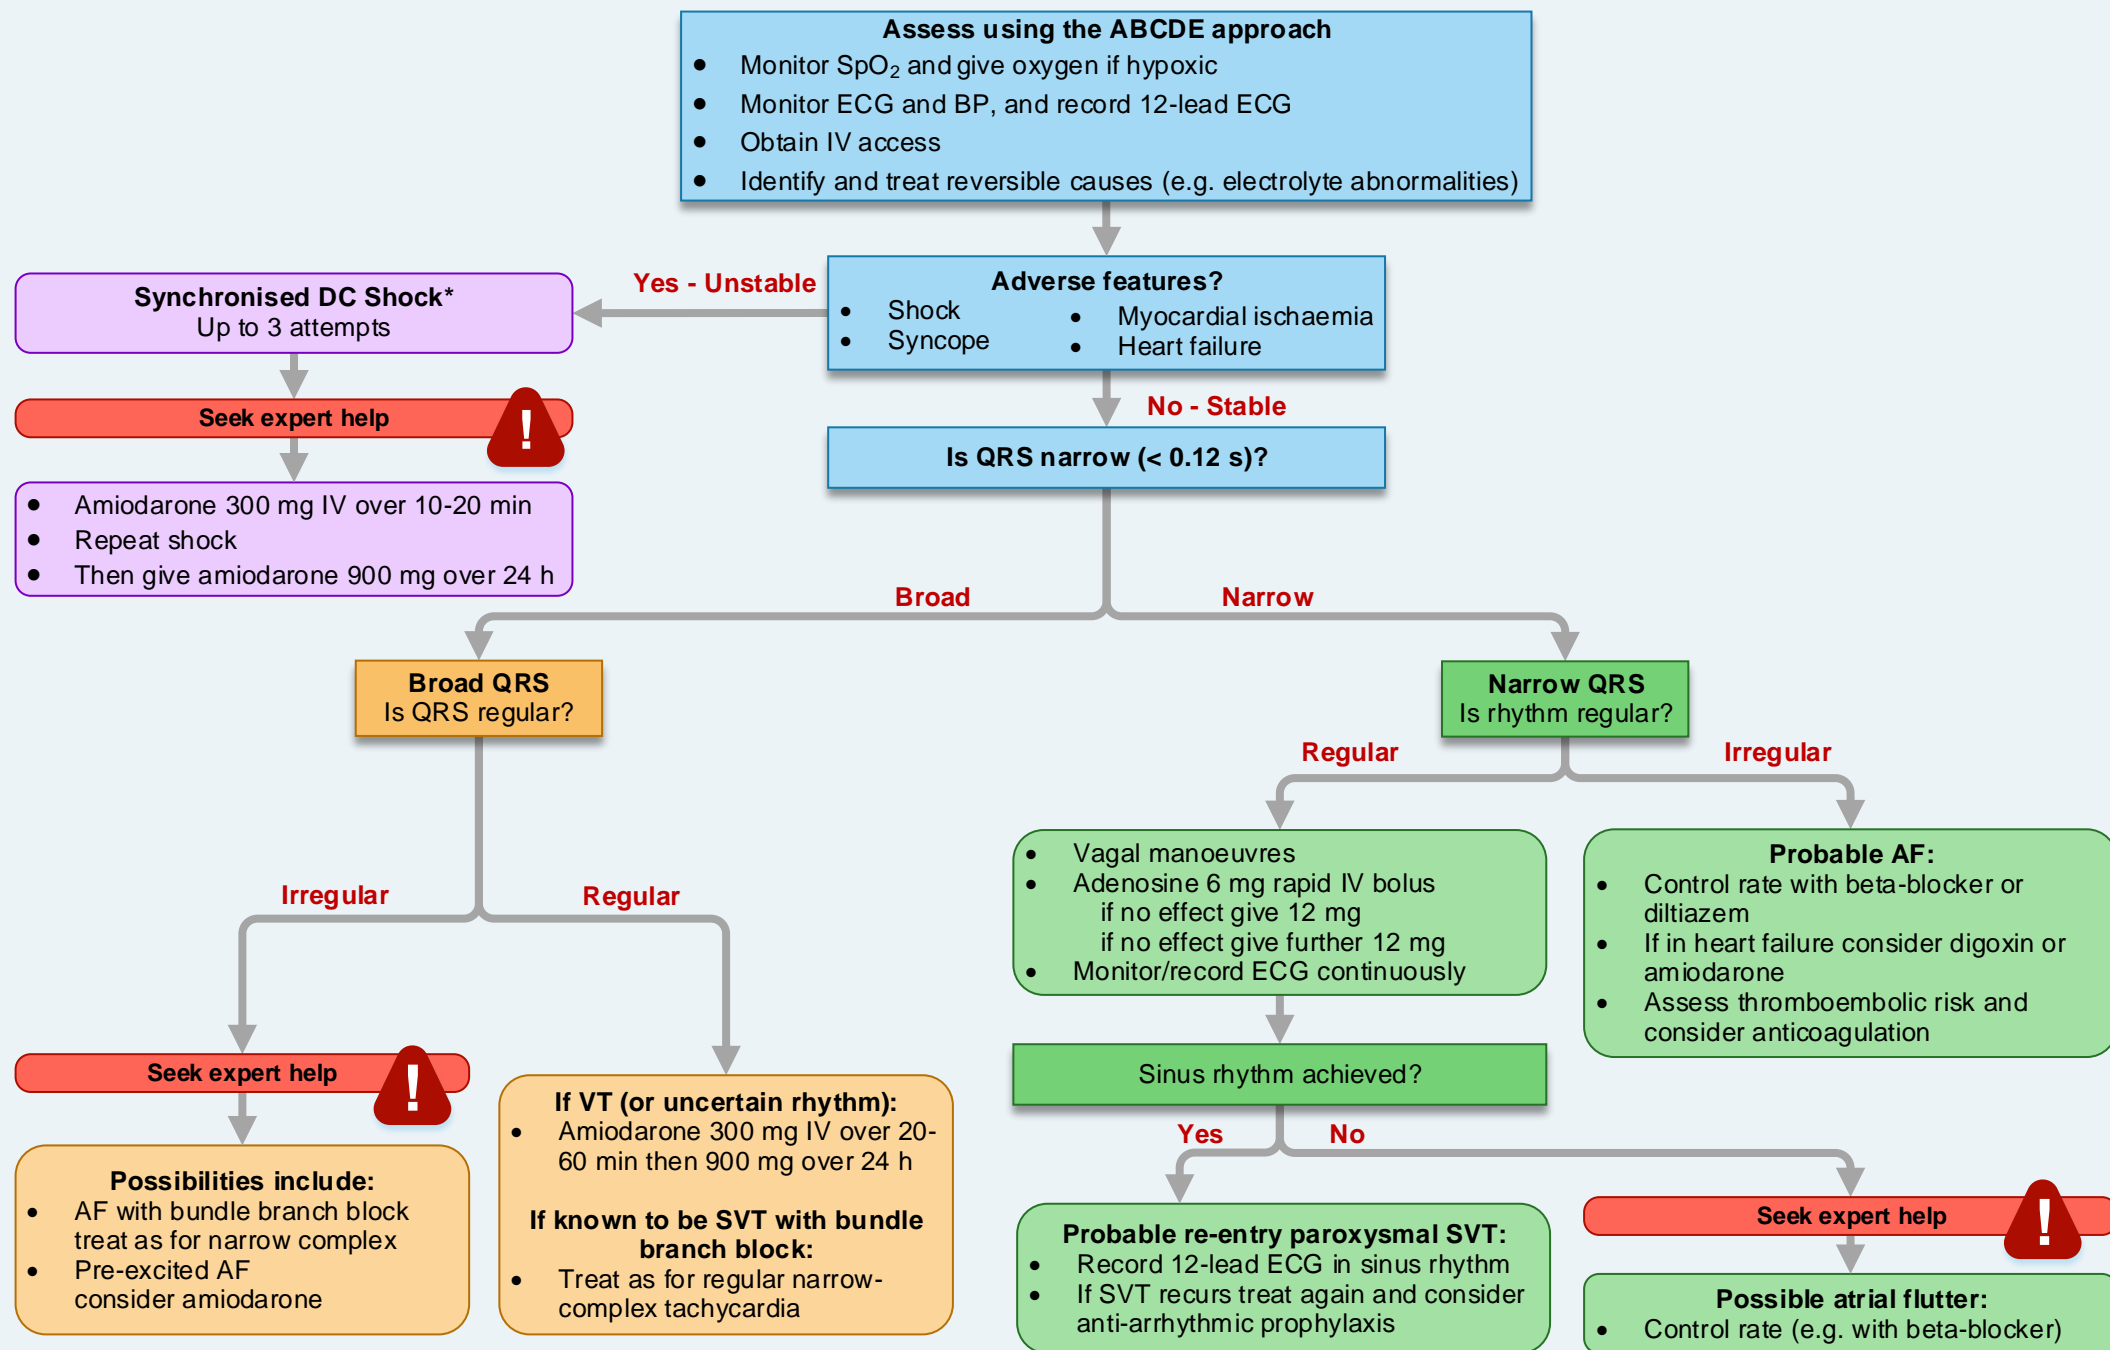 Assess using the ABCDE approach
• Monitor SpO₂ and give oxygen if hypoxic
• Monitor ECG and BP, and record 12-lead ECG
• Obtain IV access
• Identify and treat reversible causes (e.g. electrolyte abnormalities)
Yes - Unstable
Adverse features?
• Shock
• Syncope
• Myocardial ischaemia
• Heart failure
Synchronised DC Shock*
Up to 3 attempts
Seek expert help
!
• Amiodarone 300 mg IV over 10-20 min
• Repeat shock
• Then give amiodarone 900 mg over 24 h
No - Stable
Is QRS narrow (< 0.12 s)?
Broad
Narrow
Broad QRS
Is QRS regular?
Irregular
Regular
Seek expert help
!
Possibilities include:
• AF with bundle branch block
treat as for narrow complex
• Pre-excited AF
consider amiodarone
If VT (or uncertain rhythm):
• Amiodarone 300 mg IV over 20-
60 min then 900 mg over 24 h
If known to be SVT with bundle
branch block:
• Treat as for regular narrow-
complex tachycardia
Narrow QRS
Is rhythm regular?
Regular
Irregular
• Vagal manoeuvres
• Adenosine 6 mg rapid IV bolus
if no effect give 12 mg
if no effect give further 12 mg
• Monitor/record ECG continuously
Probable AF:
• Control rate with beta-blocker or
diltiazem
• If in heart failure consider digoxin or
amiodarone
• Assess thromboembolic risk and
consider anticoagulation
Sinus rhythm achieved?
Yes
No
Probable re-entry paroxysmal SVT:
• Record 12-lead ECG in sinus rhythm
• If SVT recurs treat again and consider
anti-arrhythmic prophylaxis
Seek expert help
!
Possible atrial flutter:
• Control rate (e.g. with beta-blocker)